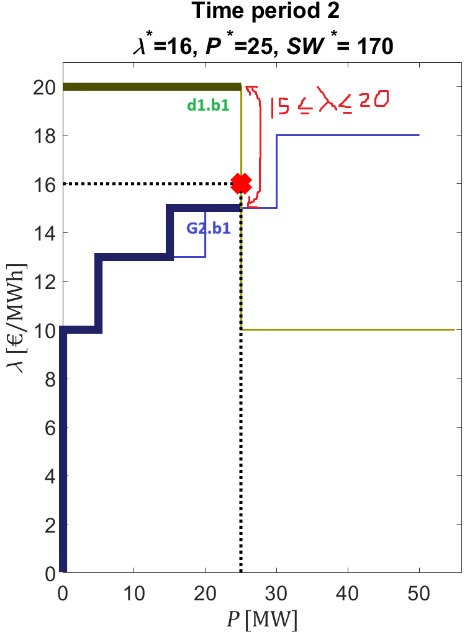 Time period 2
λ*=16, P *=25, SW *= 170
20
18
16
14
12
10
8
6
4
2
0
λ [€/MWh]
d1.b1
15 ≤ λ ≤ 20
G2.b1
0 10 20 30 40 50
P [MW]